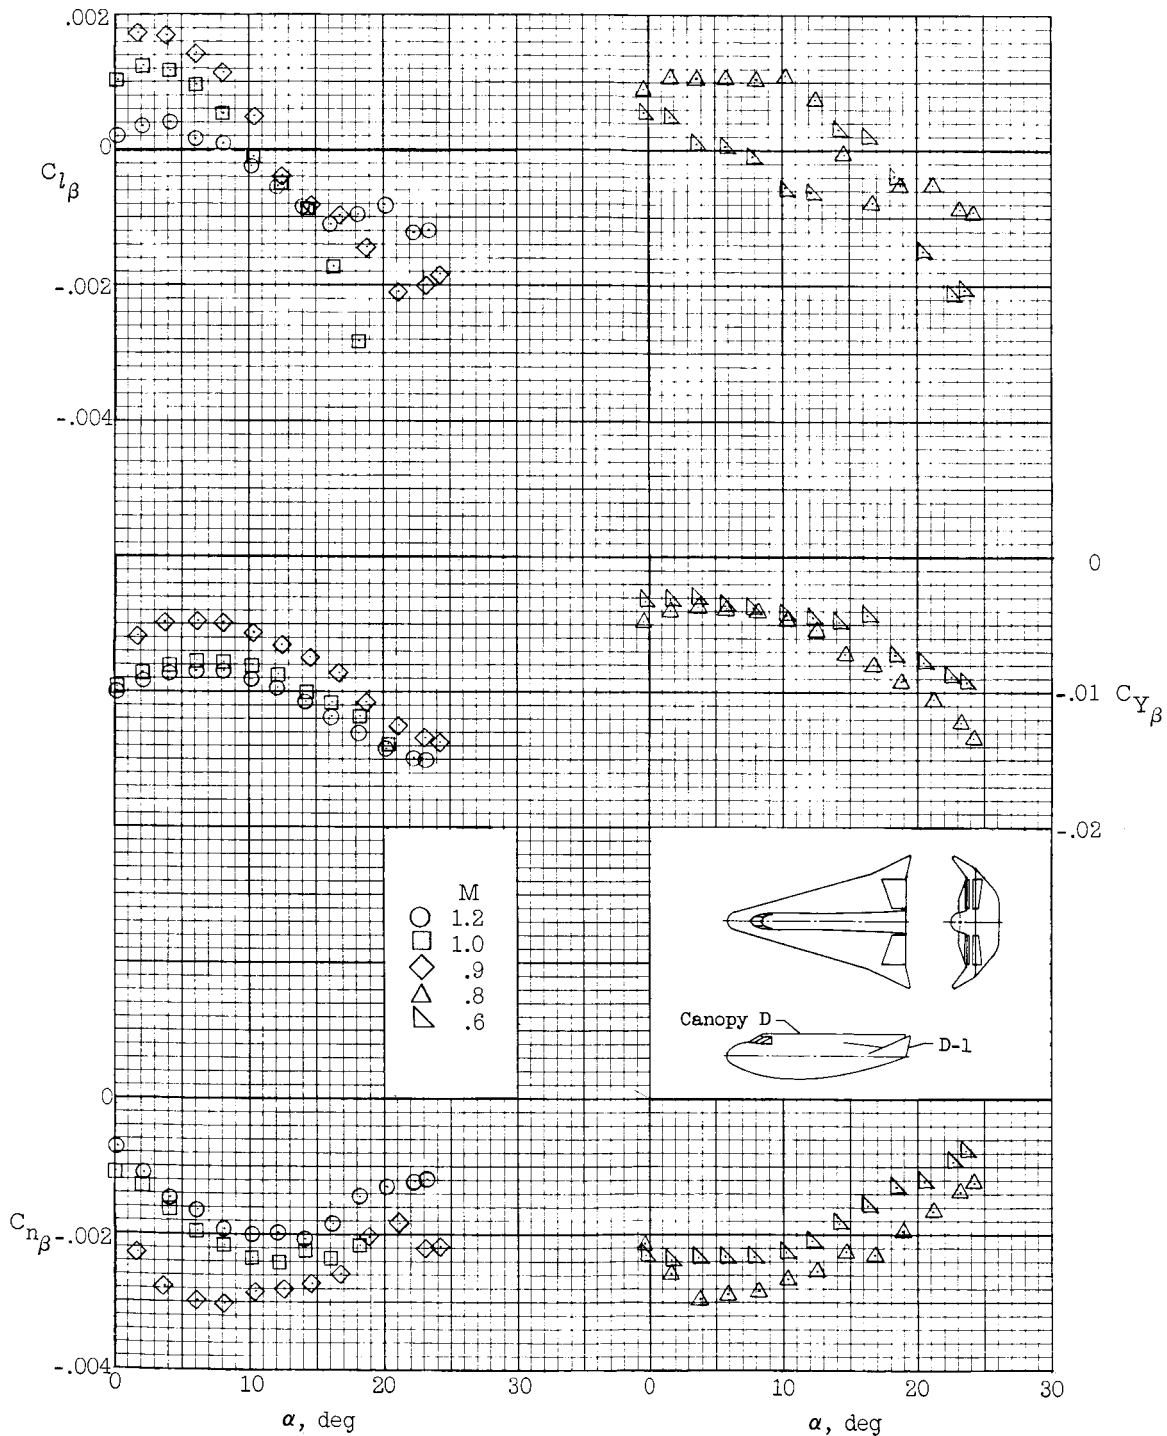 .002
0
C_lβ
-.002
-.004
0
-.01 C_Yβ
-.02
M
1.2
1.0
.9
.8
.6
Canopy D
D-1
0
C_nβ -.002
-.004
0 10 20 30 0 10 20 30
α, deg α, deg